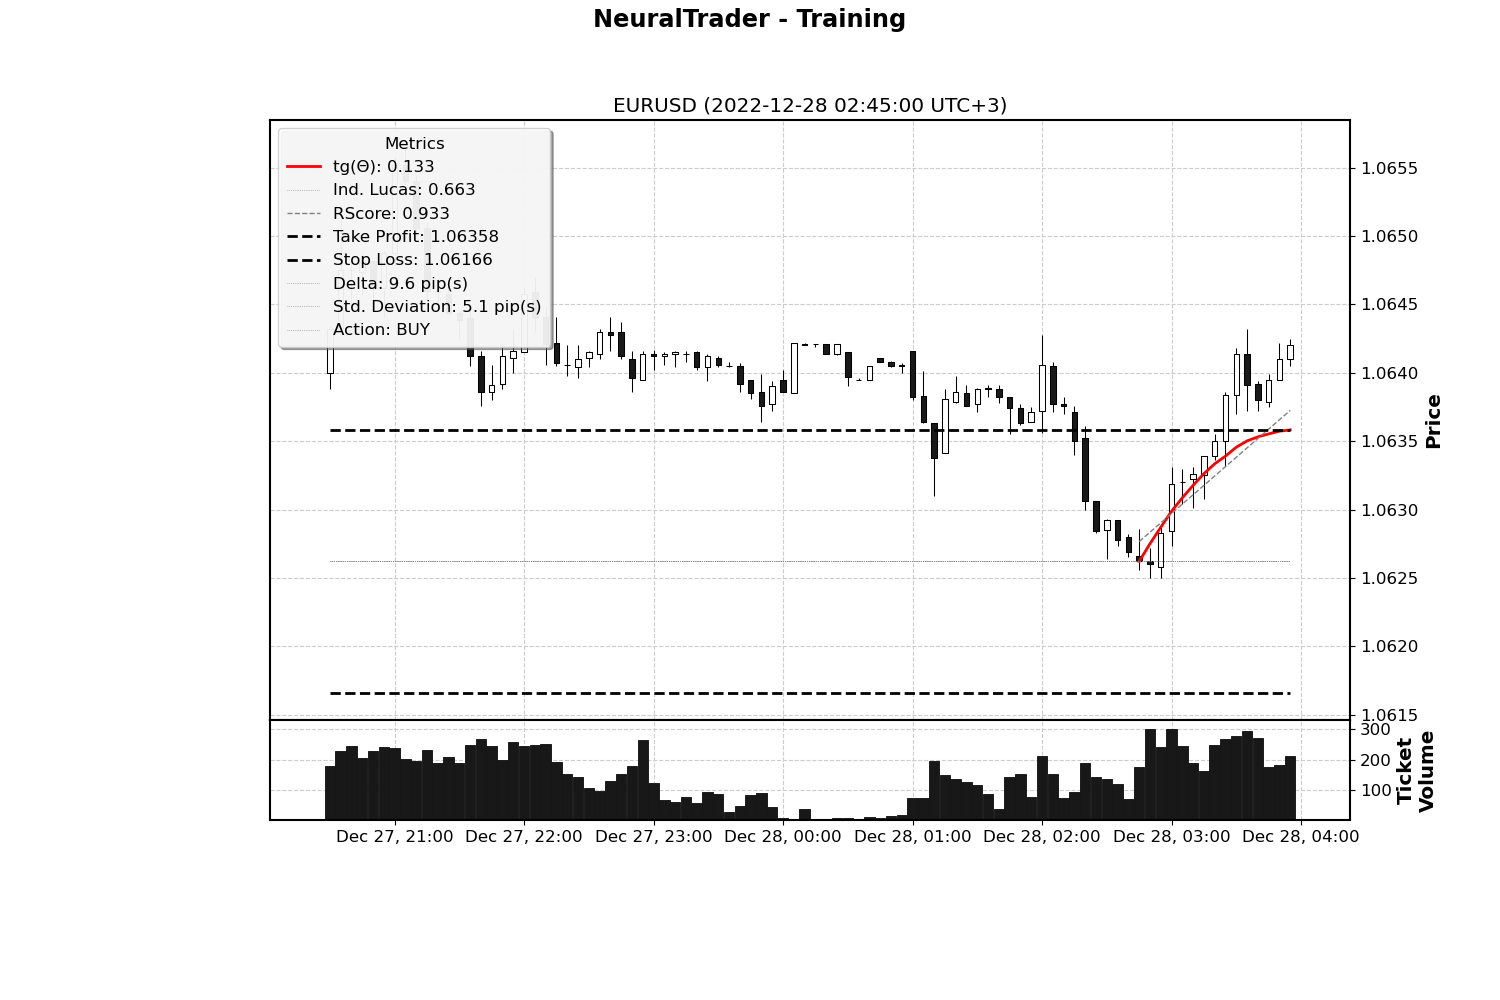 NeuralTrader - Training
EURUSD (2022-12-28 02:45:00 UTC+3)
Metrics
tg(Θ): 0.133
Ind. Lucas: 0.663
RScore: 0.933
Take Profit: 1.06358
Stop Loss: 1.06166
Delta: 9.6 pip(s)
Std. Deviation: 5.1 pip(s)
Action: BUY
1.0655
1.0650
1.0645
1.0640
1.0635
1.0630
1.0625
1.0620
1.0615
Price
300
200
100
Ticket
Volume
Dec 27, 21:00 Dec 27, 22:00 Dec 27, 23:00 Dec 28, 00:00 Dec 28, 01:00 Dec 28, 02:00 Dec 28, 03:00 Dec 28, 04:00